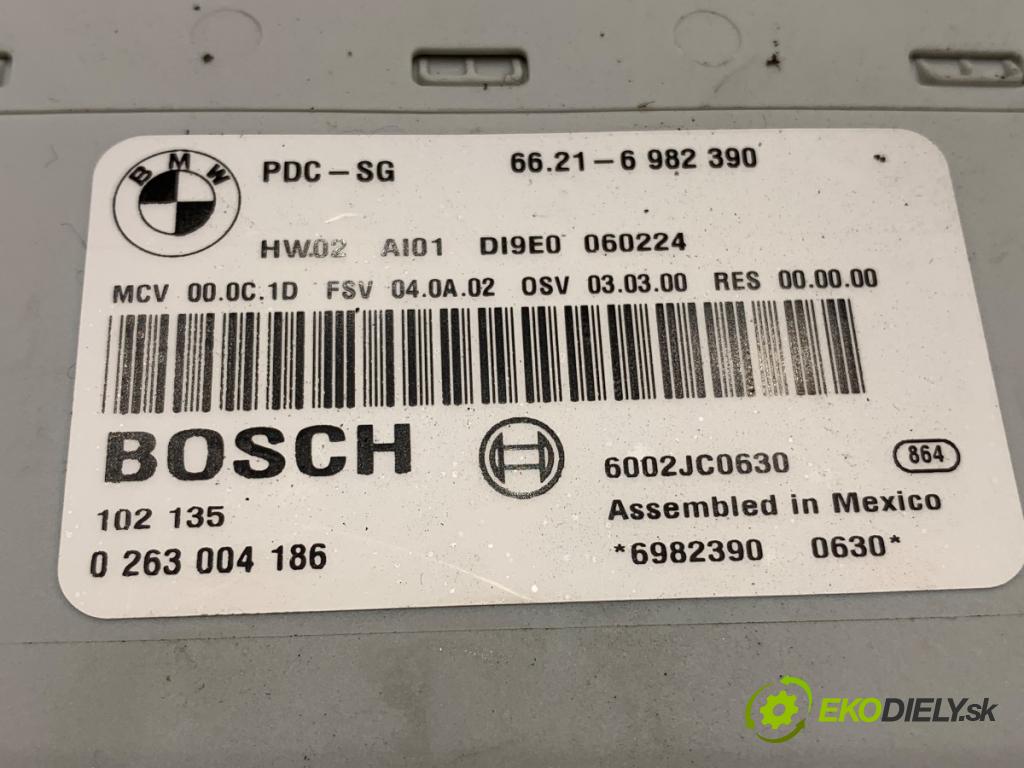 BMW PDC-SG 66.21-6 982 390
HW.02 AI01 DI9E0 060224
MCV 00.0C.1D FSV 04.0A.02 OSV 03.03.00 RES 00.00.00
BOSCH
6002JC0630 864
102 135 Assembled in Mexico
0 263 004 186 *6982390 0630*
EKODIELY.sk